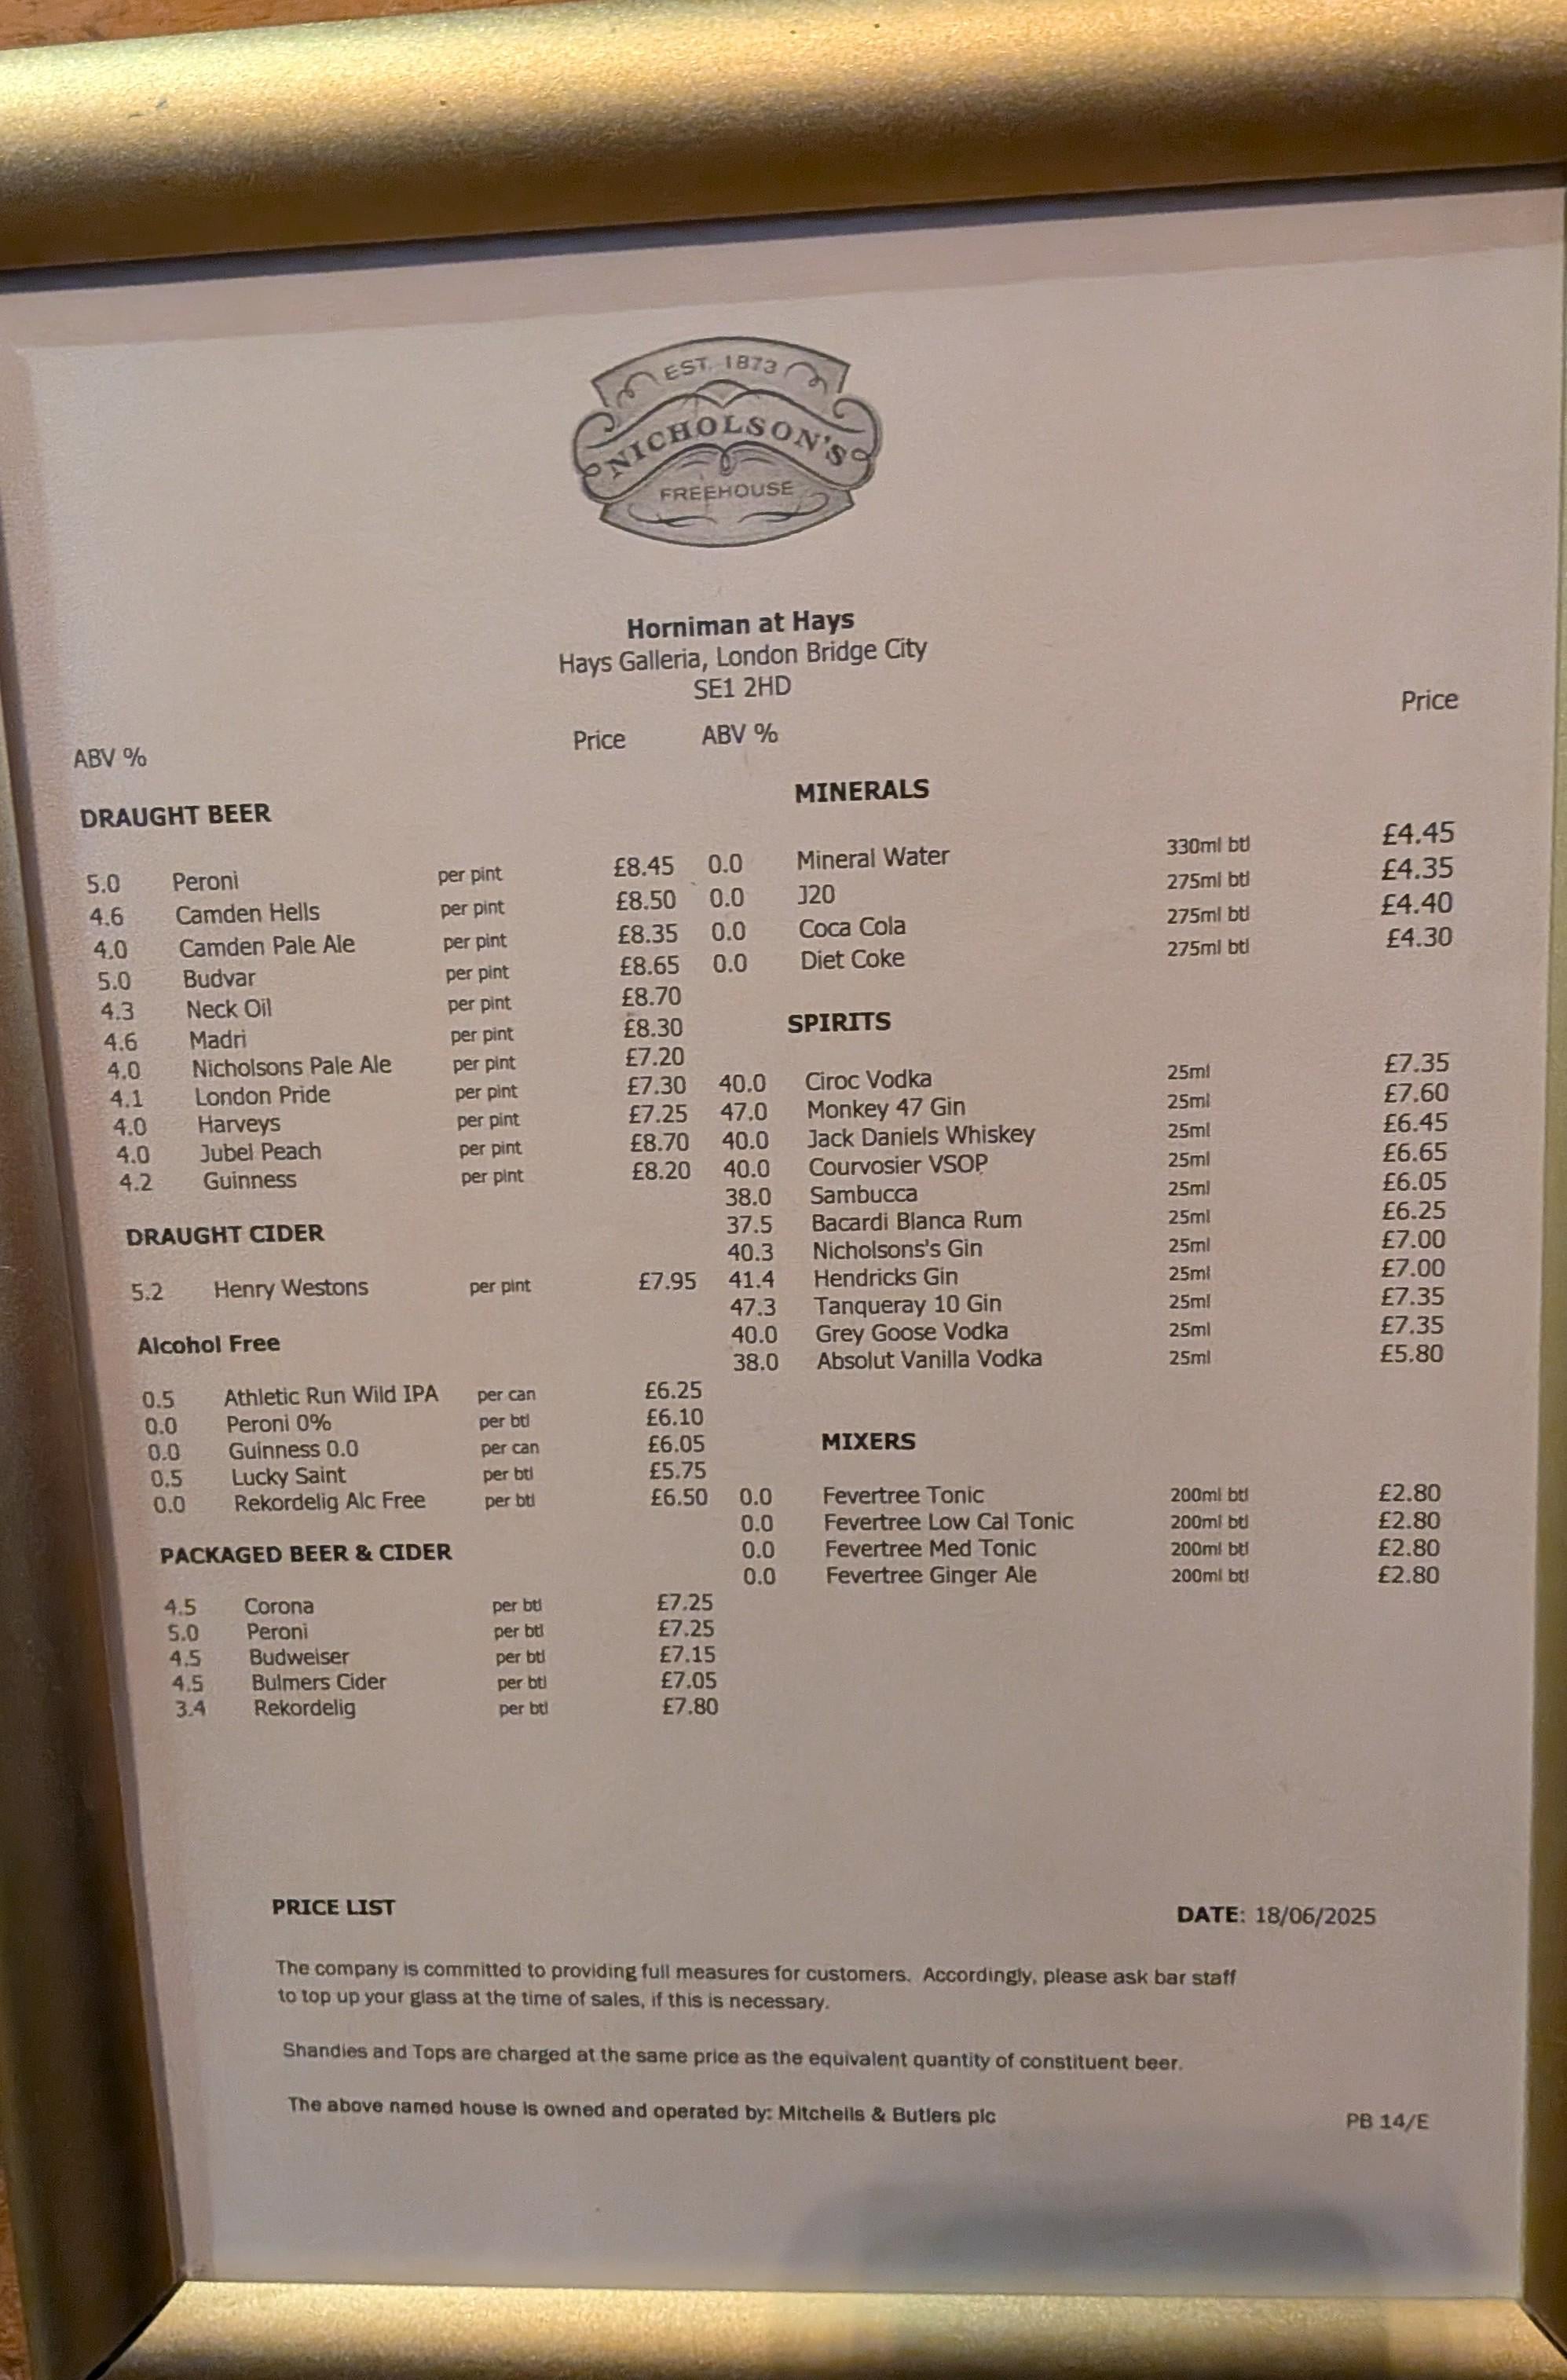 EST. 1873
NICHOLSON'S
FREEHOUSE
Horniman at Hays
Hays Galleria, London Bridge City
SE1 2HD
ABV % Price
DRAUGHT BEER
5.0 Peroni per pint £8.45
4.6 Camden Hells per pint £8.50
4.0 Camden Pale Ale per pint £8.35
5.0 Budvar per pint £8.65
4.3 Neck Oil per pint £8.70
4.6 Madri per pint £8.30
4.0 Nicholsons Pale Ale per pint £7.20
4.1 London Pride per pint £7.30
4.0 Harveys per pint £7.25
4.0 Jubel Peach per pint £8.70
4.2 Guinness per pint £8.20
DRAUGHT CIDER
5.2 Henry Westons per pint £7.95
Alcohol Free
0.5 Athletic Run Wild IPA per can £6.25
0.0 Peroni 0% per btl £6.10
0.0 Guinness 0.0 per can £6.05
0.5 Lucky Saint per btl £5.75
0.0 Rekordelig Alc Free per btl £6.50
PACKAGED BEER & CIDER
4.5 Corona per btl £7.25
5.0 Peroni per btl £7.25
4.5 Budweiser per btl £7.15
4.5 Bulmers Cider per btl £7.05
3.4 Rekordelig per btl £7.80
ABV % Price
MINERALS
0.0 Mineral Water 330ml btl £4.45
0.0 J20 275ml btl £4.35
0.0 Coca Cola 275ml btl £4.40
0.0 Diet Coke 275ml btl £4.30
SPIRITS
40.0 Ciroc Vodka 25ml £7.35
47.0 Monkey 47 Gin 25ml £7.60
40.0 Jack Daniels Whiskey 25ml £6.45
40.0 Courvosier VSOP 25ml £6.65
38.0 Sambucca 25ml £6.05
37.5 Bacardi Blanca Rum 25ml £6.25
40.3 Nicholsons's Gin 25ml £7.00
41.4 Hendricks Gin 25ml £7.00
47.3 Tanqueray 10 Gin 25ml £7.35
40.0 Grey Goose Vodka 25ml £7.35
38.0 Absolut Vanilla Vodka 25ml £5.80
MIXERS
0.0 Fevertree Tonic 200ml btl £2.80
0.0 Fevertree Low Cal Tonic 200ml btl £2.80
0.0 Fevertree Med Tonic 200ml btl £2.80
0.0 Fevertree Ginger Ale 200ml btl £2.80
PRICE LIST DATE: 18/06/2025
The company is committed to providing full measures for customers. Accordingly, please ask bar staff
to top up your glass at the time of sales, if this is necessary.
Shandies and Tops are charged at the same price as the equivalent quantity of constituent beer.
The above named house is owned and operated by: Mitchells & Butlers plc PB 14/E